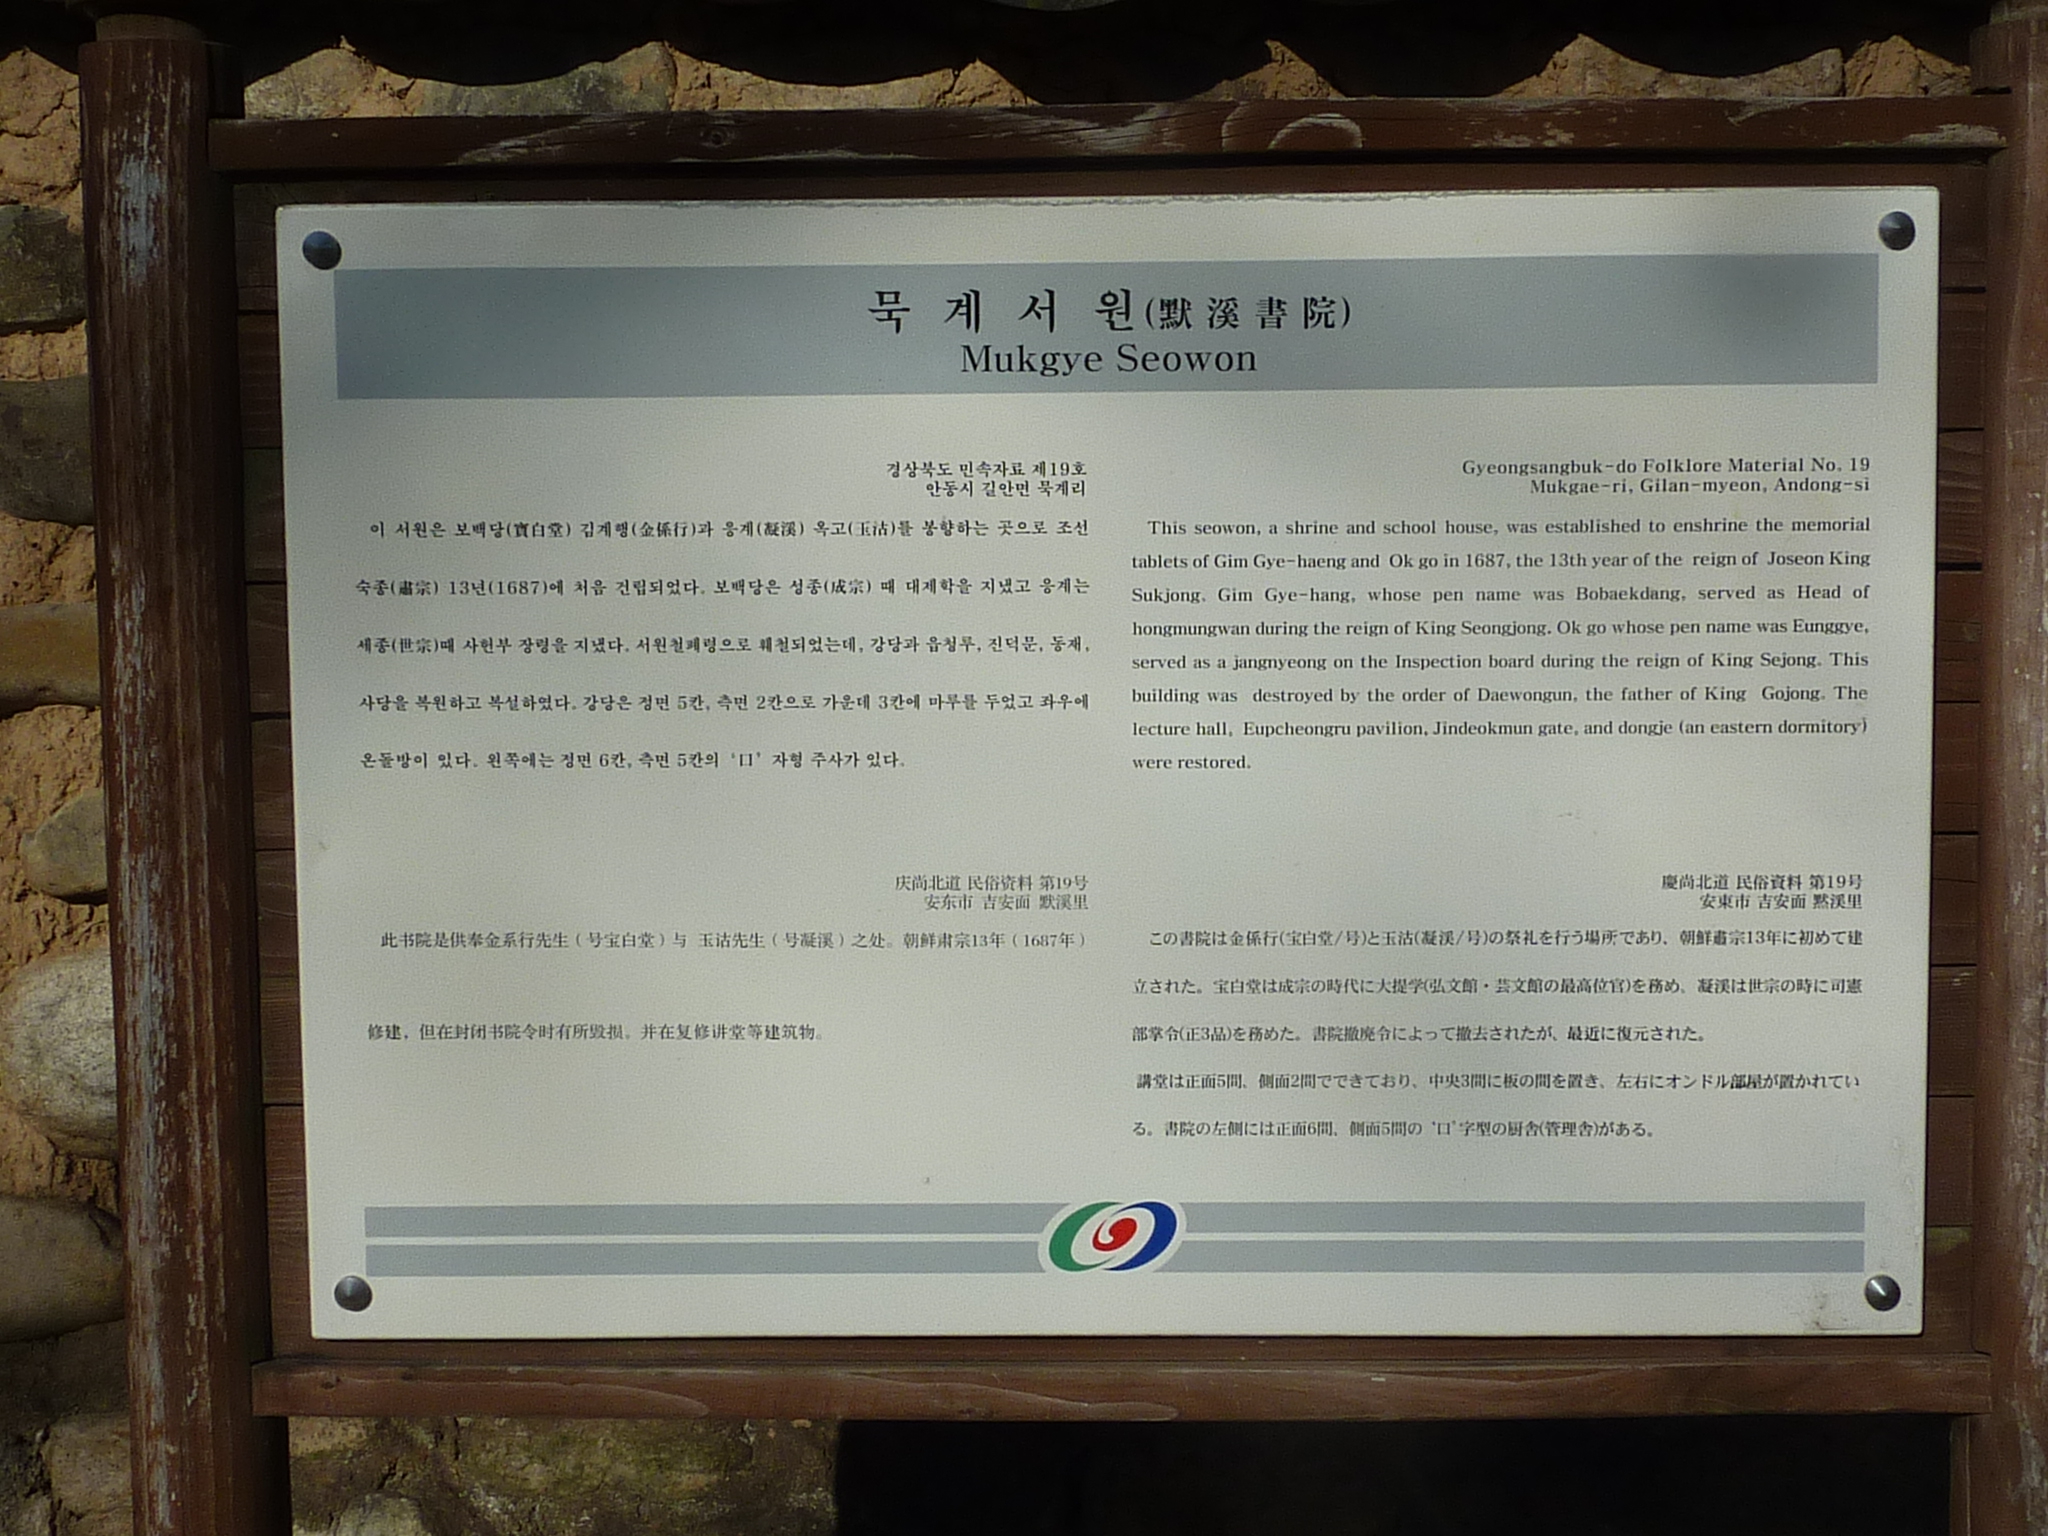 묵 계 서 원(默 溪 書 院)
Mukgye Seowon
경상북도 민속자료 제19호
안동시 길안면 묵계리
이 서원은 보백당(寶白堂) 김계행(金係行)과 응계(凝溪) 옥고(玉沽)를 봉향하는 곳으로 조선
숙종(肅宗) 13년(1687)에 처음 건립되었다. 보백당은 성종(成宗) 때 대제학을 지냈고 응계는
세종(世宗)때 사헌부 장령을 지냈다. 서원철폐령으로 훼철되었는데, 강당과 읍청루, 진덕문, 동재,
사당을 복원하고 복설하였다. 강당은 정면 5칸, 측면 2칸으로 가운데 3칸에 마루를 두었고 좌우에
온돌방이 있다. 왼쪽에는 정면 6칸, 측면 5칸의 '口' 자형 주사가 있다.
Gyeongsangbuk-do Folklore Material No. 19
Mukgae-ri, Gilan-myeon, Andong-si
This seowon, a shrine and school house, was established to enshrine the memorial
tablets of Gim Gye-haeng and Ok go in 1687, the 13th year of the reign of Joseon King
Sukjong. Gim Gye-hang, whose pen name was Bobaekdang, served as Head of
hongmungwan during the reign of King Seongjong. Ok go whose pen name was Eunggye,
served as a jangnyeong on the Inspection board during the reign of King Sejong. This
building was destroyed by the order of Daewongun, the father of King Gojong. The
lecture hall, Eupcheongru pavilion, Jindeokmun gate, and dongje (an eastern dormitory)
were restored.
庆尚北道 民俗资料 第19号
安东市 吉安面 默溪里
此书院是供奉金系行先生（号宝白堂）与 玉沽先生（号凝溪）之处。朝鲜肃宗13年（1687年）
修建，但在封闭书院令时有所毁损。并在复修讲堂等建筑物。
慶尚北道 民俗資料 第19号
安東市 吉安面 黙溪里
この書院は金係行(宝白堂/号)と玉沽(凝渓/号)の祭礼を行う場所であり、朝鮮肅宗13年に初めて建
立された。宝白堂は成宗の時代に大提学(弘文館・芸文館の最高位官)を務め、凝渓は世宗の時に司憲
部掌令(正3品)を務めた。書院撤廃令によって撤去されたが、最近に復元された。
講堂は正面5間、側面2間でできており、中央3間に板の間を置き、左右にオンドル部屋が置かれてい
る。書院の左側には正面6間、側面5間の '口'字型の厨舎(管理舎)がある。